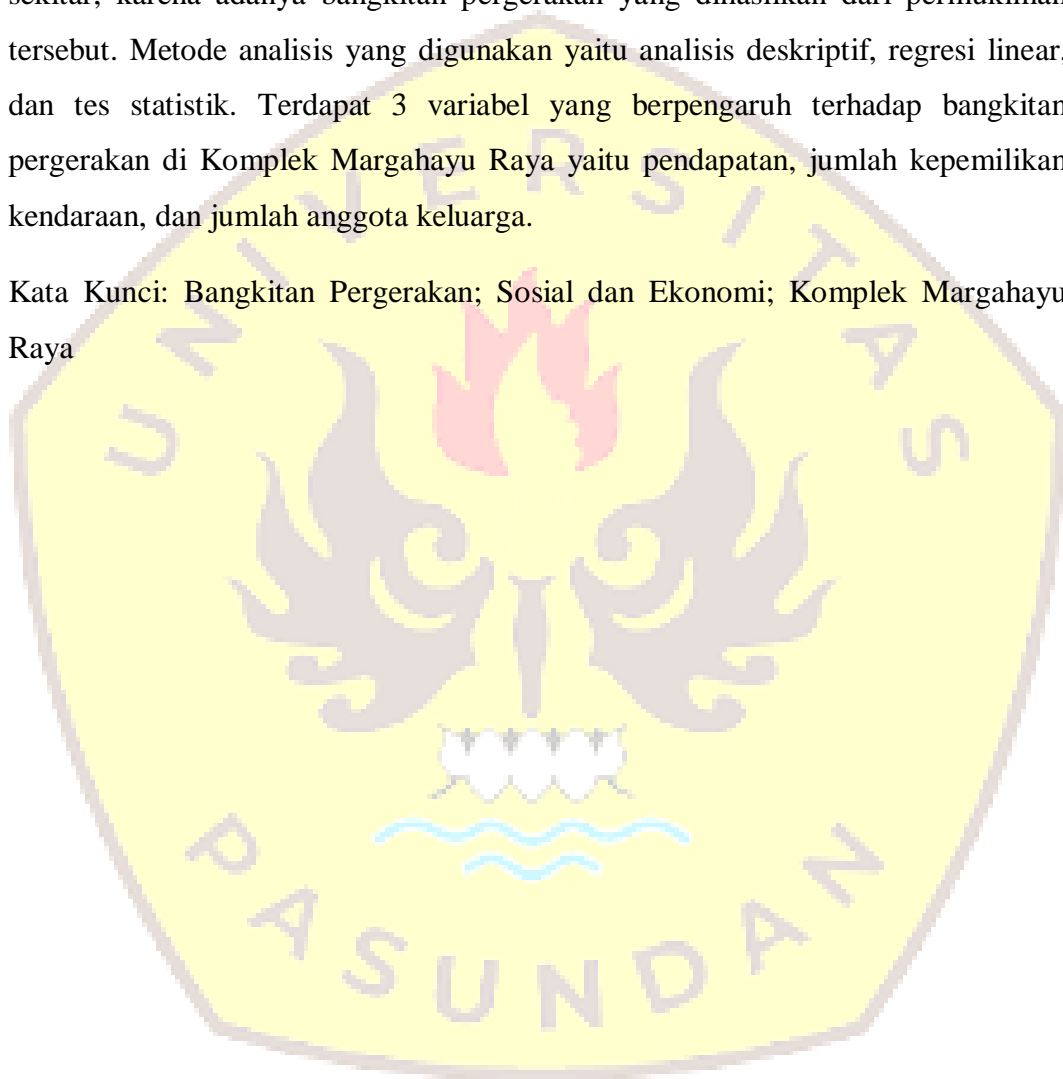 sekitar, karena adanya bangkitan pergerakan yang dihasilkan dari permukiman
tersebut. Metode analisis yang digunakan yaitu analisis deskriptif, regresi linear,
dan tes statistik. Terdapat 3 variabel yang berpengaruh terhadap bangkitan
pergerakan di Komplek Margahayu Raya yaitu pendapatan, jumlah kepemilikan
kendaraan, dan jumlah anggota keluarga.
Kata Kunci: Bangkitan Pergerakan; Sosial dan Ekonomi; Komplek Margahayu
Raya
UNIVERSITAS
PASUNDAN